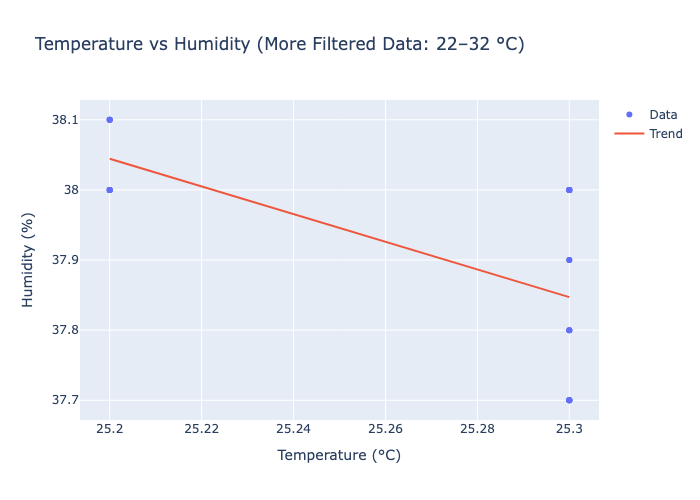 Temperature vs Humidity (More Filtered Data: 22−32 °C)
Data
Trend
38.1
38
37.9
37.8
37.7
Humidity (%)
25.2 25.22 25.24 25.26 25.28 25.3
Temperature (°C)